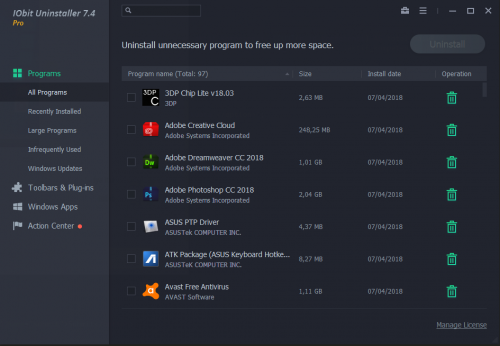 IObit Uninstaller 7.4
Pro
Uninstall unnecessary program to free up more space.
Uninstall
Programs
All Programs
Recently Installed
Large Programs
Infrequently Used
Windows Updates
Toolbars & Plug-ins
Windows Apps
Action Center
Program name (Total: 97) Size Install date Operation
3DP Chip Lite v18.03
3DP
2,63 MB 07/04/2018
Adobe Creative Cloud
Adobe Systems Incorporated
248,25 MB 07/04/2018
Adobe Dreamweaver CC 2018
Adobe Systems Incorporated
1,01 GB 07/04/2018
Adobe Photoshop CC 2018
Adobe Systems Incorporated
2,04 GB 07/04/2018
ASUS PTP Driver
ASUSTek COMPUTER INC.
4,37 MB 07/04/2018
ATK Package (ASUS Keyboard Hotke...
ASUSTeK COMPUTER INC.
8,27 MB 07/04/2018
Avast Free Antivirus
AVAST Software
1,11 GB 07/04/2018
Manage License